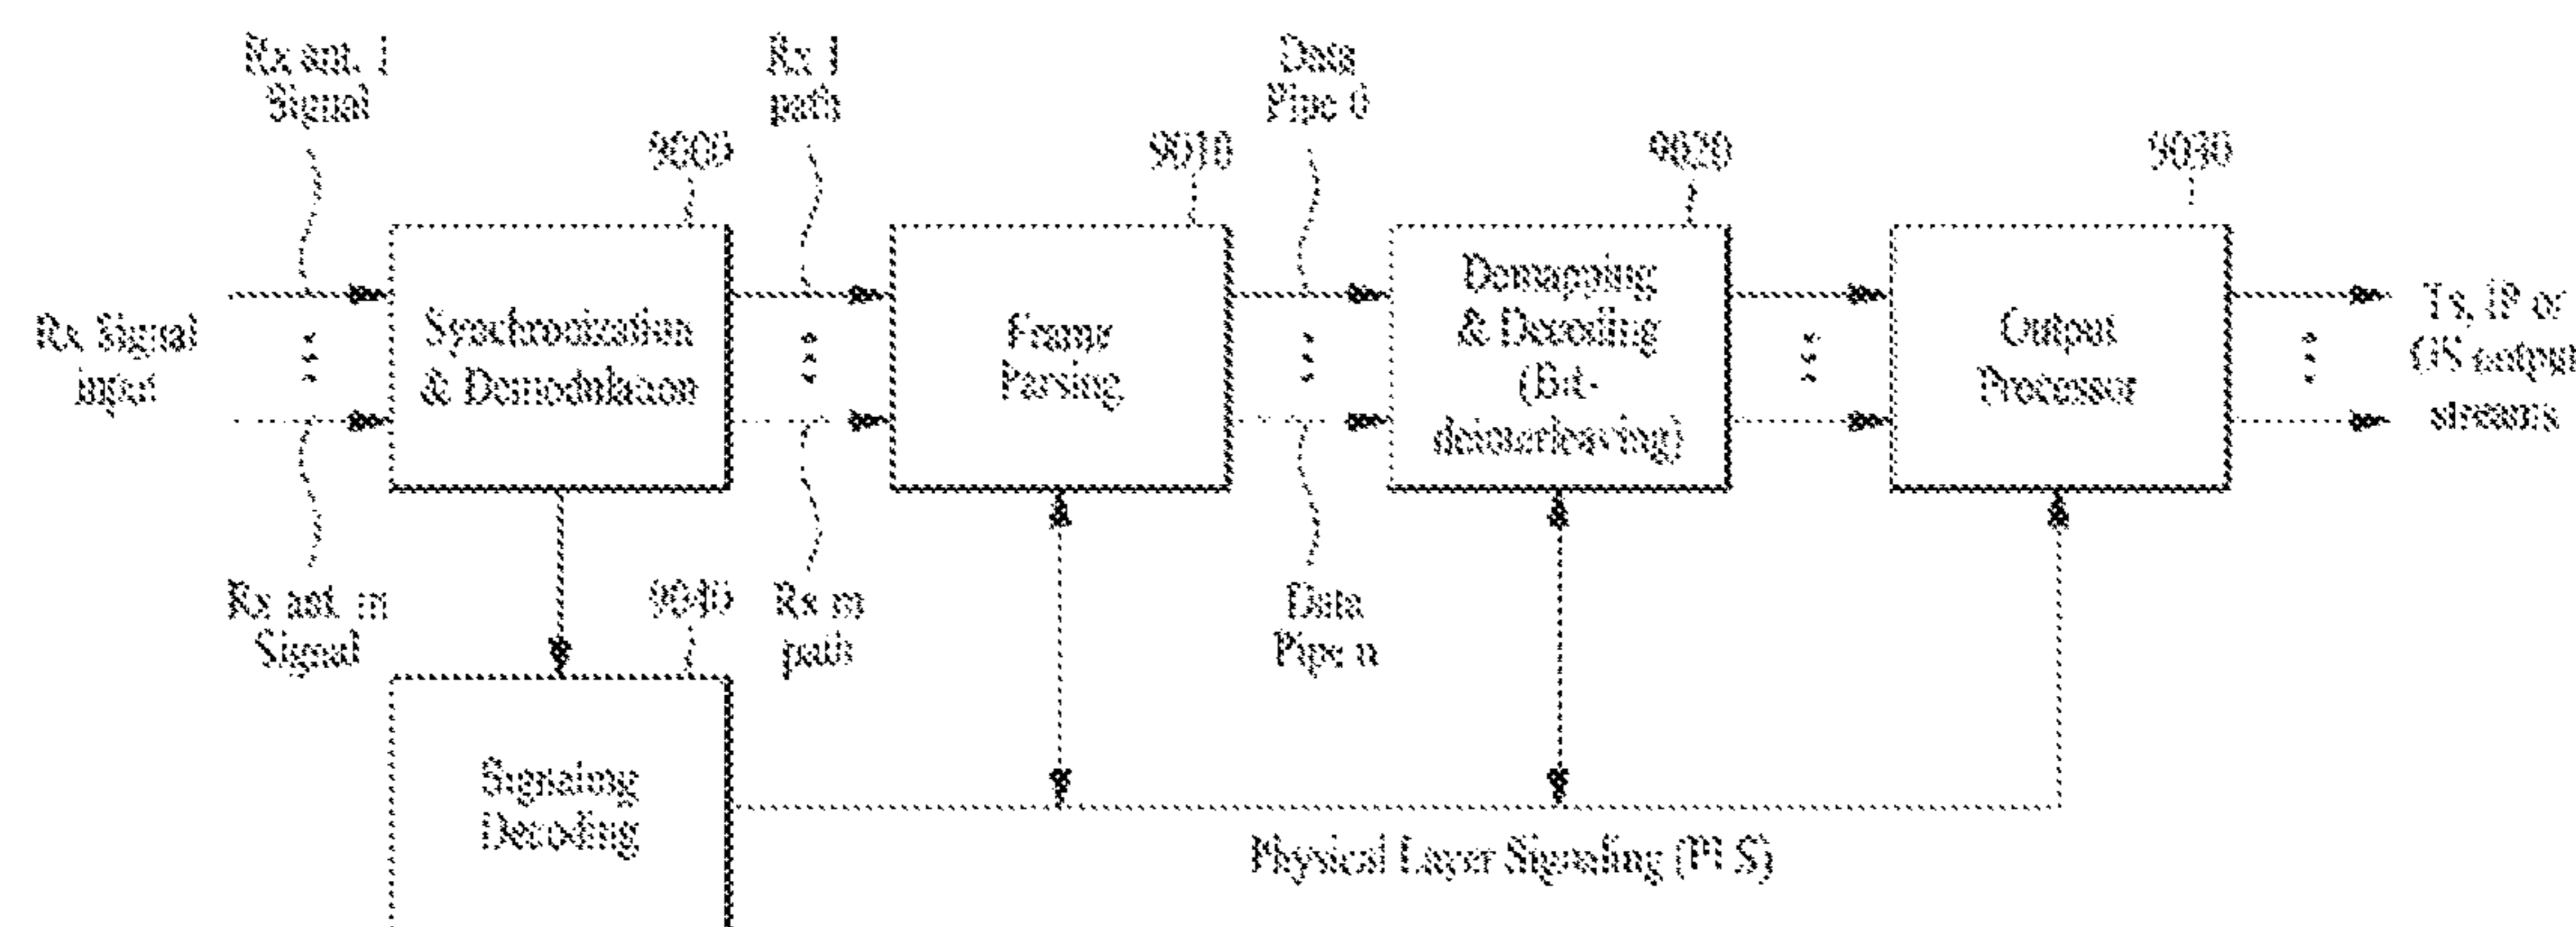 Rx ant. 1
Signal
Rx 1
path
Data
Pipe 0
9000
9010
9020
9030
Rx Signal
input
Synchronization
& Demodulation
Frame
Parsing
Demapping
& Decoding
(Bit-
deinterleaving)
Output
Processor
Ts, IP or
GS output
streams
Rx ant. m
Signal
9040
Rx m
path
Data
Pipe n
Signaling
Decoding
Physical Layer Signaling (PLS)